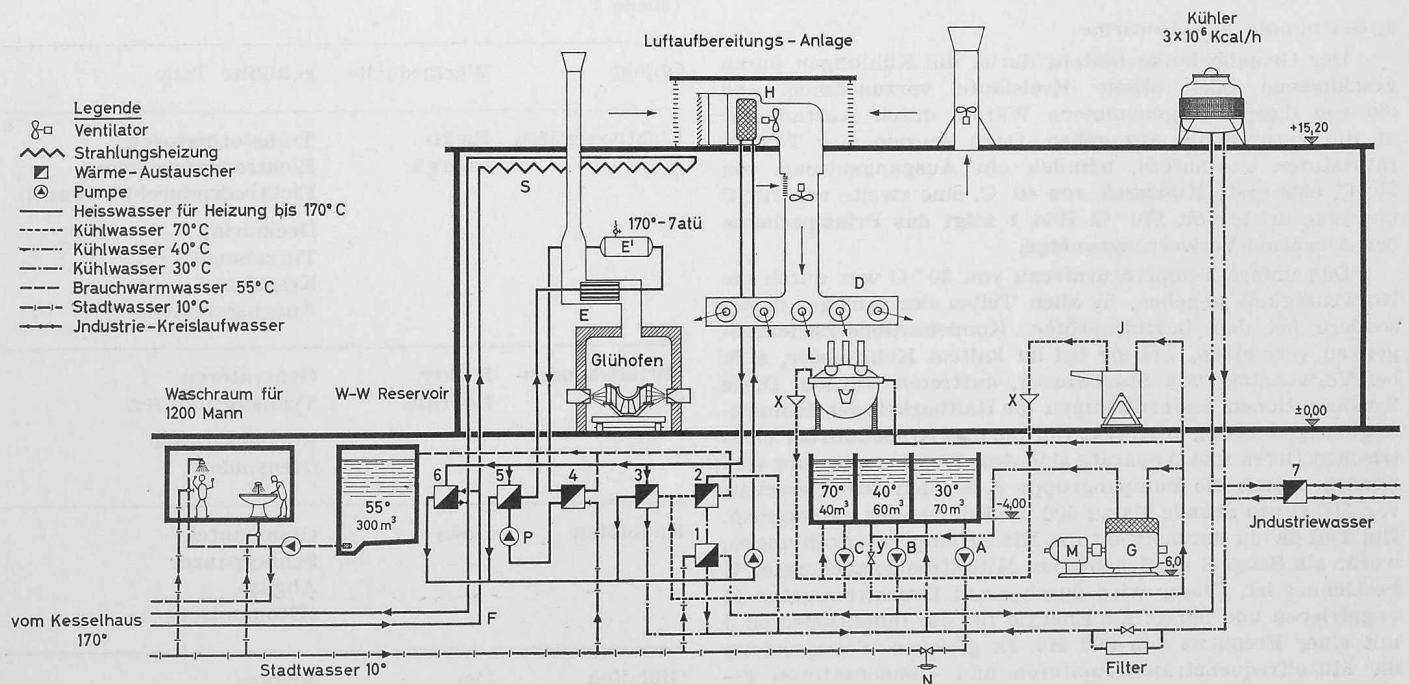 Luftaufbereitungs-Anlage
Kühler
3×10⁶ Kcal/h
Legende
Ventilator
Strahlungsheizung
Wärme-Austauscher
Pumpe
Heisswasser für Heizung bis 170°C
Kühlwasser 70°C
Kühlwasser 40°C
Kühlwasser 30°C
Brauchwarmwasser 55°C
Stadtwasser 10°C
Jndustrie-Kreislaufwasser
H
+15,20
S
170°-7atü
E'
E
D
Glühofen
L
X
X
±0,00
Waschraum für
1200 Mann
W-W Reservoir
55°
300 m³
6
5
4
3
2
7
70°
40m³
40°
60m³
30°
70m³
-4,00
Jndustriewasser
P
C
y
B
A
M
G
-6,0
vom Kesselhaus
170°
F
Stadtwasser 10°
N
Filter